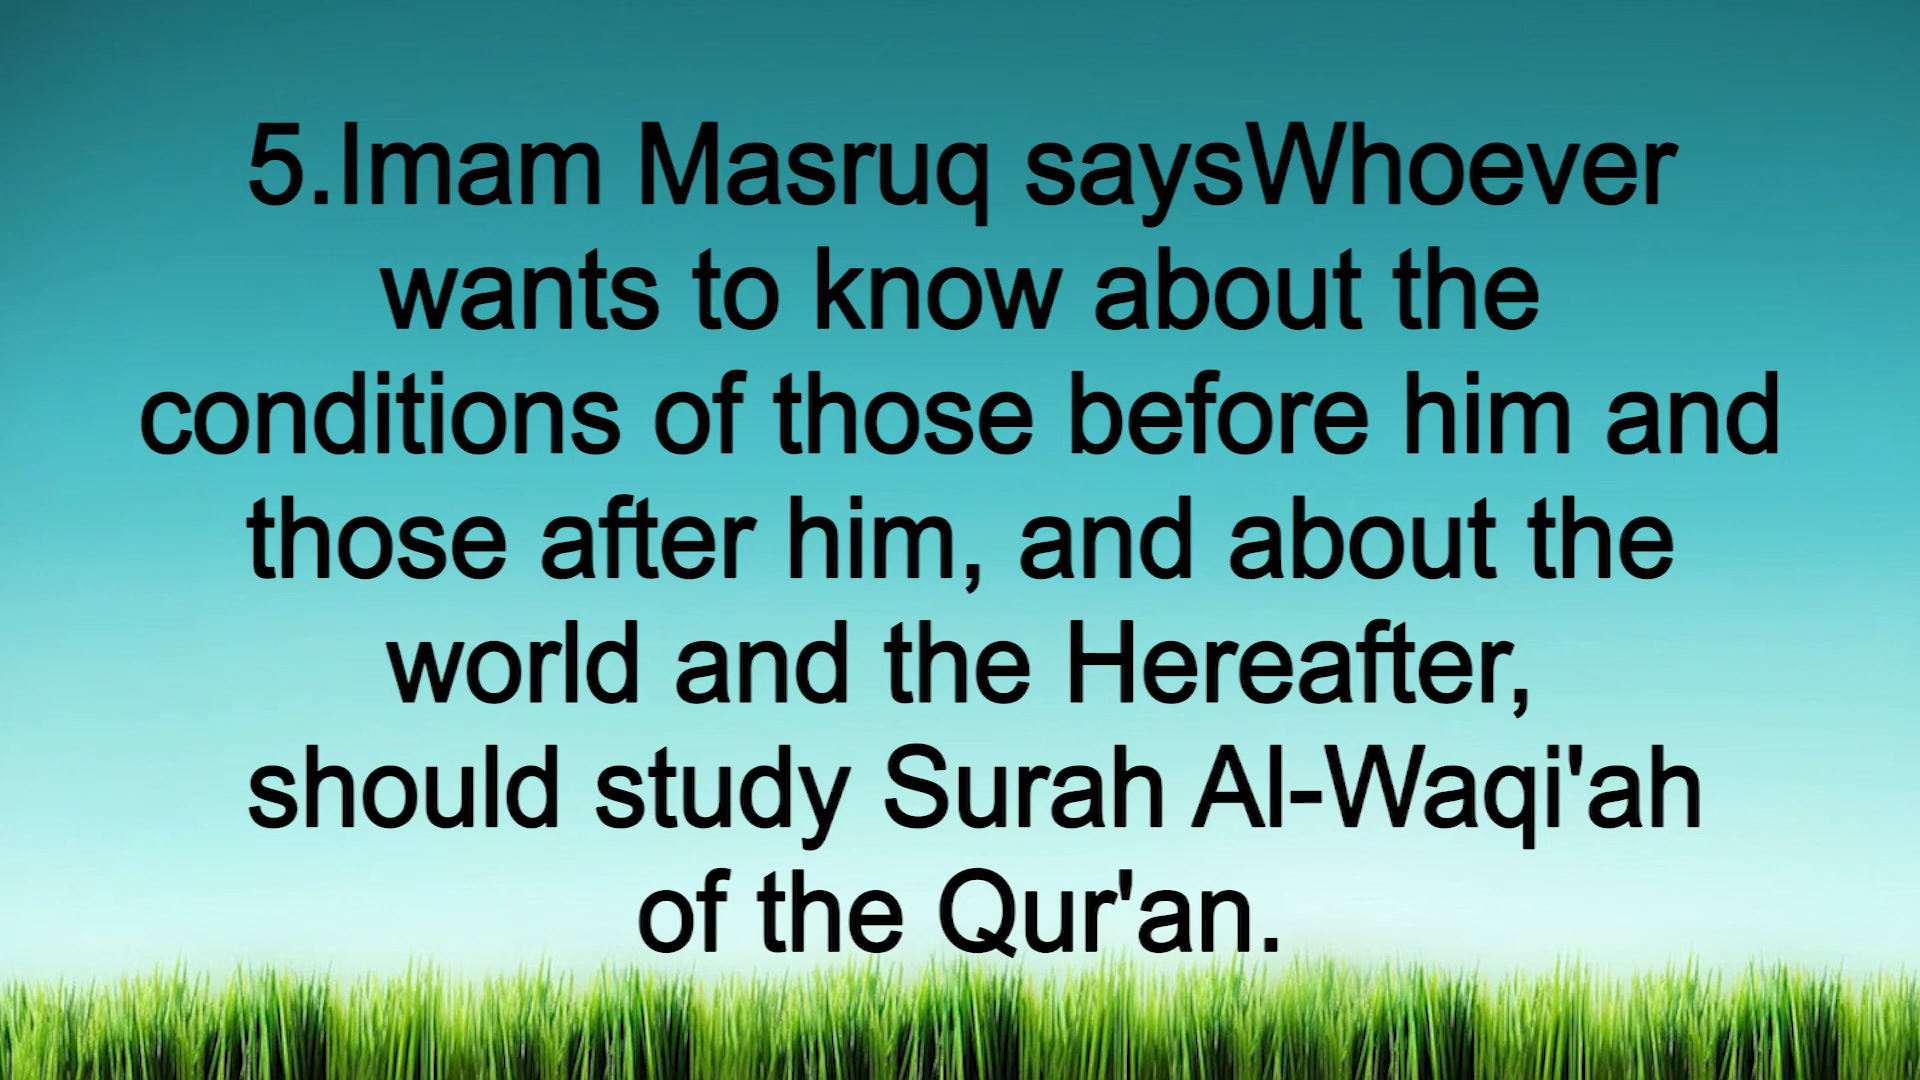 5.Imam Masruq saysWhoever
wants to know about the
conditions of those before him and
those after him, and about the
world and the Hereafter,
should study Surah Al-Waqi'ah
of the Qur'an.